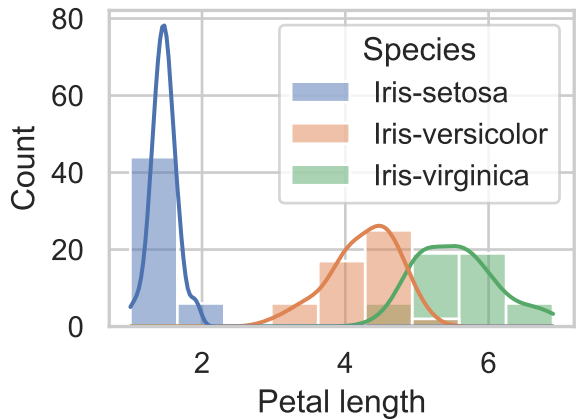 80
60
40
20
0
Count
Species
Iris-setosa
Iris-versicolor
Iris-virginica
2
4
6
Petal length